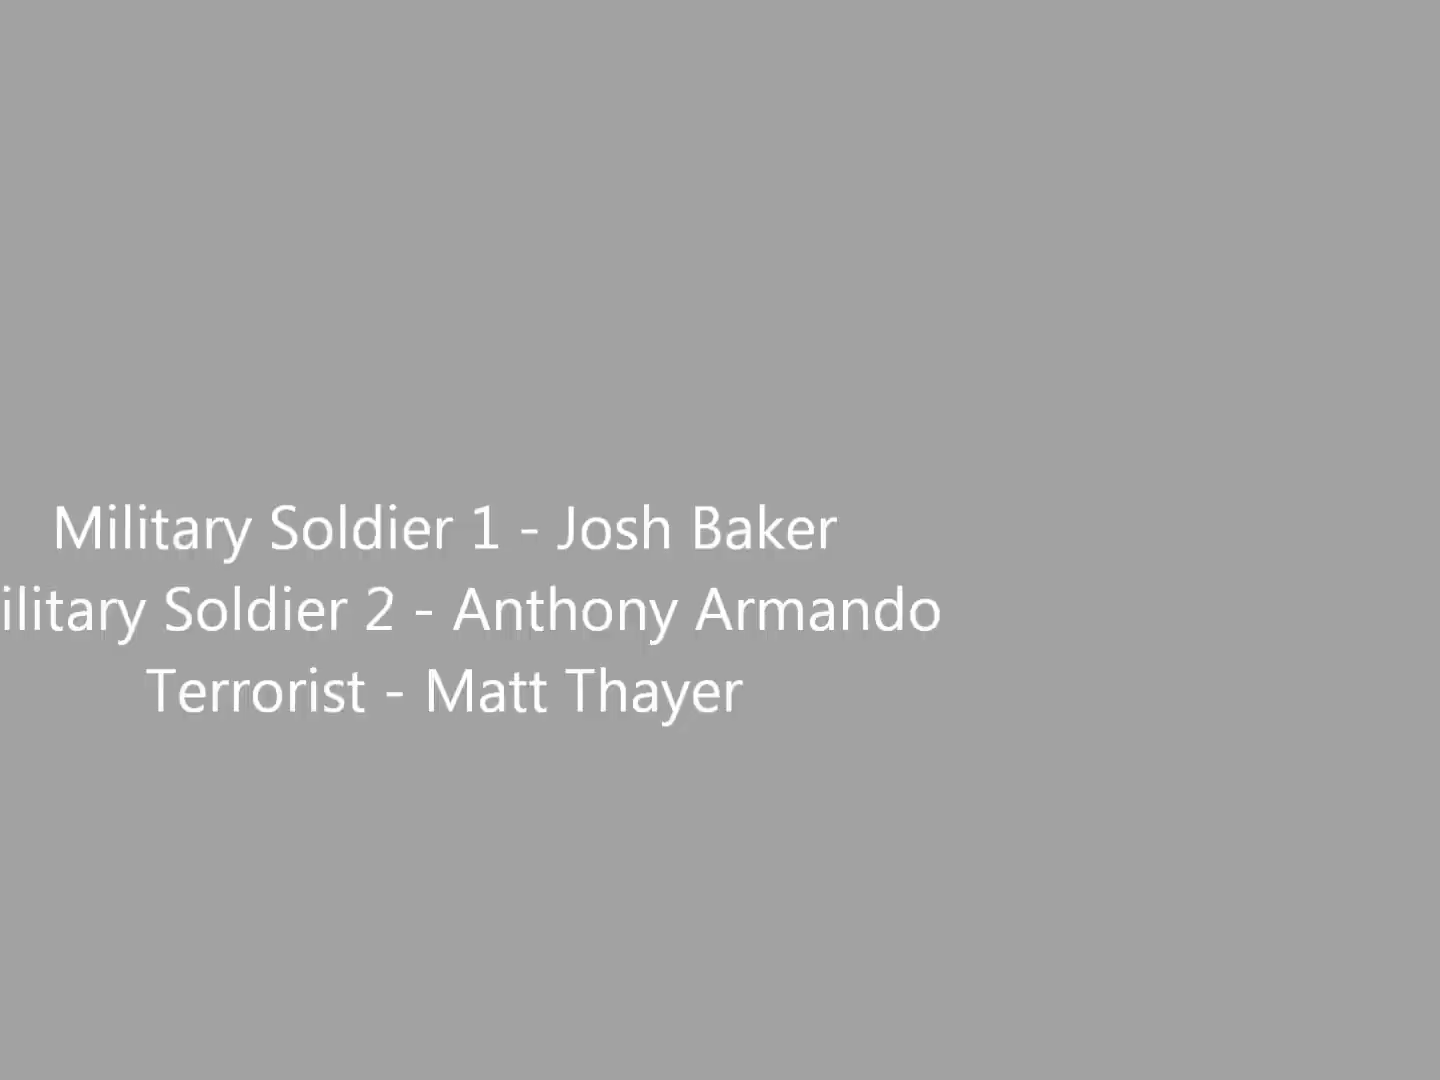 Military Soldier 1 - Josh Baker
ilitary Soldier 2 - Anthony Armando
Terrorist - Matt Thayer